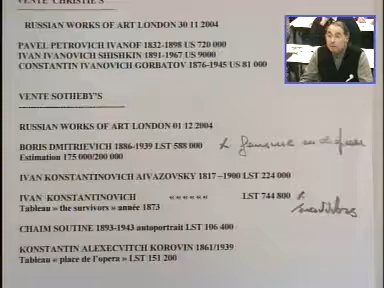 VENTE CHRISTIE'S
RUSSIAN WORKS OF ART LONDON 30 11 2004
PAVEL PETROVICH IVANOF 1832-1898 US 720 000
IVAN IVANOVICH SHISHKIN 1891-1967 US 9000
CONSTANTIN IVANOVICH GORBATOV 1876-1945 US 81 000
VENTE SOTHEBY'S
RUSSIAN WORKS OF ART LONDON 01 12 2004
BORIS DMITRIEVICH 1886-1939 LST 588 000
Estimation 175 000/200 000
IVAN KONSTANTINOVICH AIVAZOVSKY 1817 –1900 LST 224 000
IVAN KONSTANTINOVICH «««««« LST 744 800
Tableau » the survivors » année 1873
CHAIM SOUTINE 1893-1943 autoportrait LST 106 400
KONSTANTIN ALEXECVITCH KOROVIN 1861/1939
Tableau « place de l'opera » LST 151 200